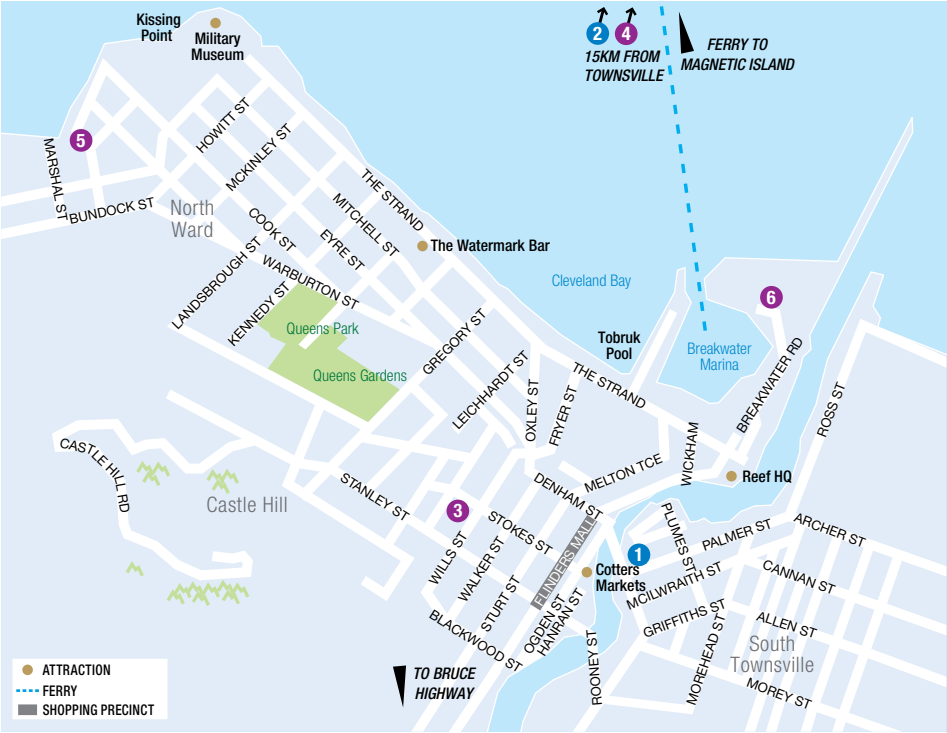 Kissing
Point
Military
Museum
2
4
15KM FROM
TOWNSVILLE
FERRY TO
MAGNETIC ISLAND
5
MARSHAL ST
BUNDOCK ST
HOWITT ST
MCKINLEY ST
North
Ward
THE STRAND
MITCHELL ST
COOK ST
EYRE ST
The Watermark Bar
WARBURTON ST
LANDSBROUGH ST
KENNEDY ST
Cleveland Bay
6
Queens Park
Queens Gardens
GREGORY ST
Tobruk
Pool
Breakwater
Marina
BREAKWATER RD
LEICHHARDT ST
OXLEY ST
FRYER ST
THE STRAND
ROSS ST
CASTLE HILL RD
Castle Hill
STANLEY ST
3
STOKES ST
DENHAM ST
MELTON TCE
WICKHAM
Reef HQ
WILLS ST
WALKER ST
STURT ST
FLINDERS MALL
1
Cotters
Markets
PLUMES ST
PALMER ST
ARCHER ST
MCILWRAITH ST
CANNAN ST
GRIFFITHS ST
ALLEN ST
BLACKWOOD ST
OGDEN ST
HANRAN ST
ROONEY ST
MOREHEAD ST
South
Townsville
MOREY ST
TO BRUCE
HIGHWAY
ATTRACTION
FERRY
SHOPPING PRECINCT